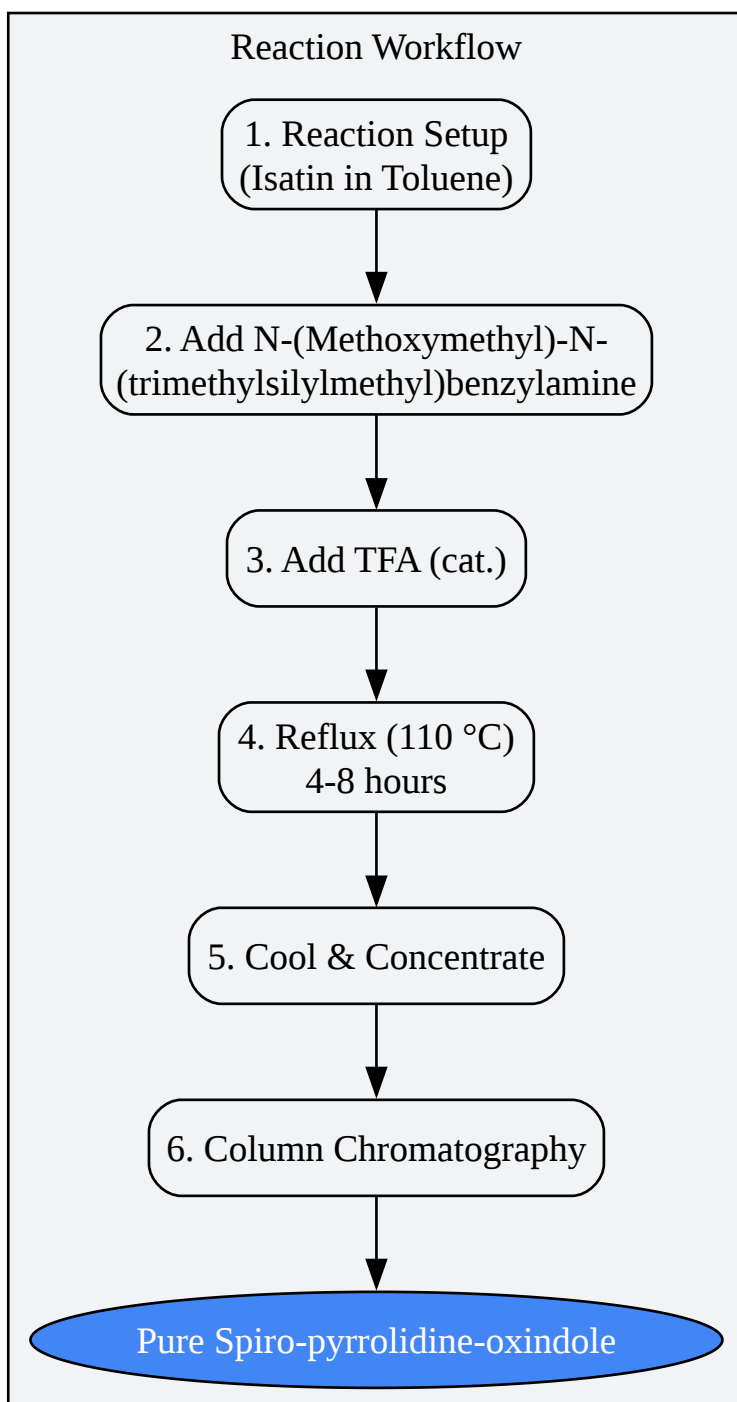 Reaction Workflow
1. Reaction Setup
(Isatin in Toluene)
2. Add N-(Methoxymethyl)-N-
(trimethylsilylmethyl)benzylamine
3. Add TFA (cat.)
4. Reflux (110 °C)
4-8 hours
5. Cool & Concentrate
6. Column Chromatography
Pure Spiro-pyrrolidine-oxindole